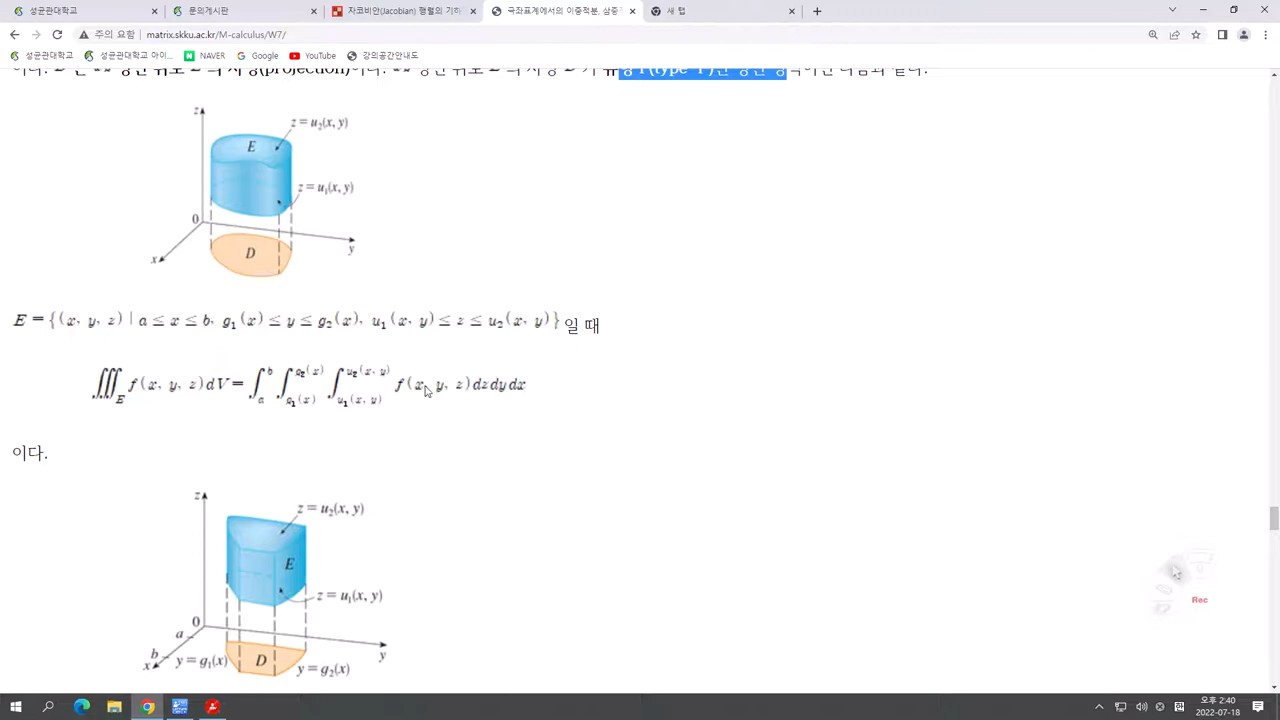 성균관대학교
문의게시판
자코비안(Jacobian) 행렬의 기하
극좌표계에서의 이중적분, 삼중적
새 탭
주의 요함
matrix.skku.ac.kr/M-calculus/W7/
성균관대학교
성균관대학교 아이...
NAVER
Google
YouTube
강의공간안내도
z
z = u₂(x, y)
E
z = u₁(x, y)
0
D
x
y
E = {(x, y, z) | a ≤ x ≤ b, g₁(x) ≤ y ≤ g₂(x), u₁(x, y) ≤ z ≤ u₂(x, y)} 일 때
∭_E f(x, y, z) dV = ∫_a^b ∫_{g₁(x)}^{g₂(x)} ∫_{u₁(x, y)}^{u₂(x, y)} f(x, y, z) dz dy dx
이다.
z
z = u₂(x, y)
E
z = u₁(x, y)
Rec
0
a
b
x
y = g₁(x)
D
y = g₂(x)
y
오후 2:40
2022-07-18